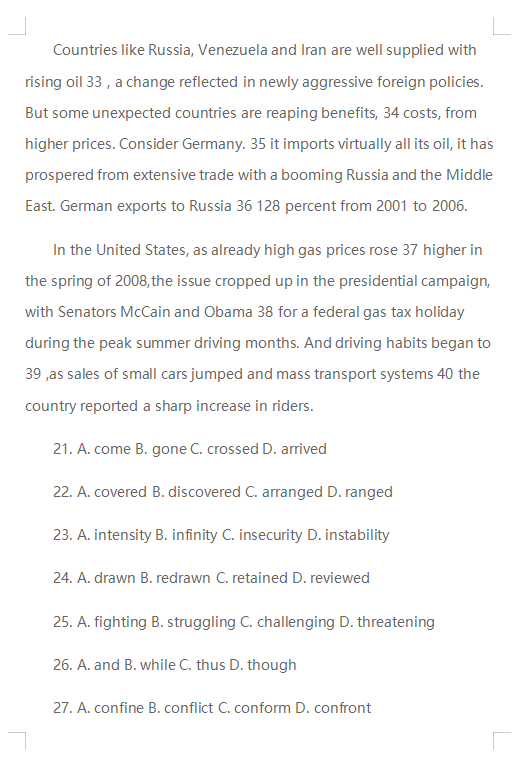 Countries like Russia, Venezuela and Iran are well supplied with
rising oil 33 , a change reflected in newly aggressive foreign policies.
But some unexpected countries are reaping benefits, 34 costs, from
higher prices. Consider Germany. 35 it imports virtually all its oil, it has
prospered from extensive trade with a booming Russia and the Middle
East. German exports to Russia 36 128 percent from 2001 to 2006.
In the United States, as already high gas prices rose 37 higher in
the spring of 2008,the issue cropped up in the presidential campaign,
with Senators McCain and Obama 38 for a federal gas tax holiday
during the peak summer driving months. And driving habits began to
39 ,as sales of small cars jumped and mass transport systems 40 the
country reported a sharp increase in riders.
21. A. come B. gone C. crossed D. arrived
22. A. covered B. discovered C. arranged D. ranged
23. A. intensity B. infinity C. insecurity D. instability
24. A. drawn B. redrawn C. retained D. reviewed
25. A. fighting B. struggling C. challenging D. threatening
26. A. and B. while C. thus D. though
27. A. confine B. conflict C. conform D. confront